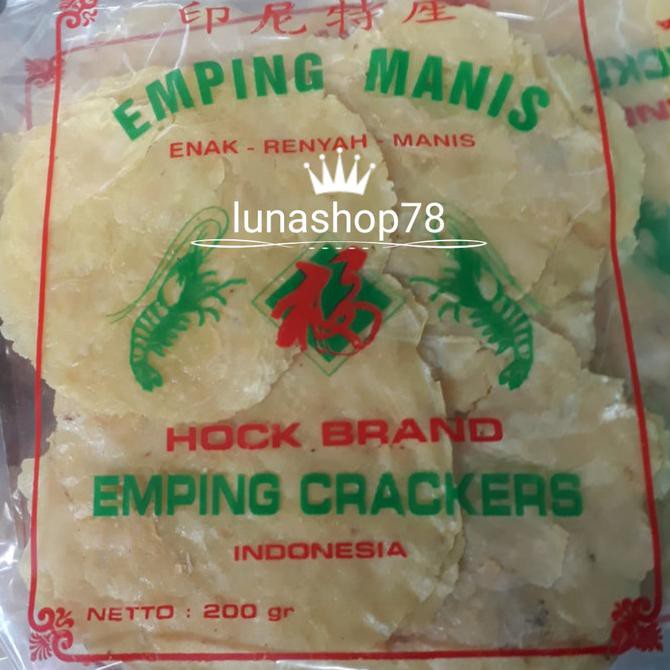 印尼特產
EMPING MANIS
ENAK - RENYAH - MANIS
lunashop78
福
HOCK BRAND
EMPING CRACKERS
INDONESIA
NETTO : 200 gr